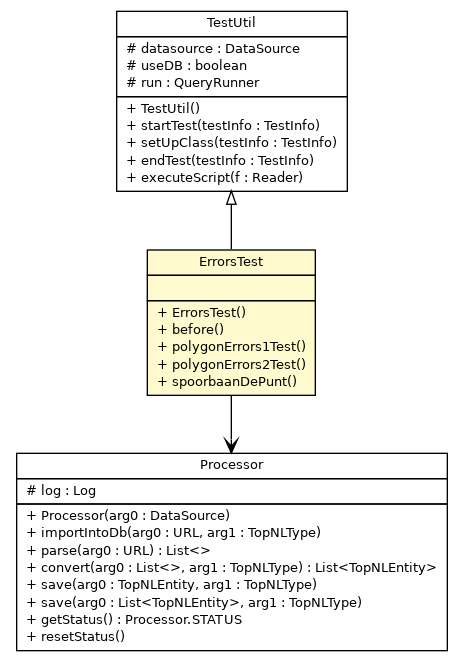 TestUtil
# datasource : DataSource
# useDB : boolean
# run : QueryRunner
+ TestUtil()
+ startTest(testInfo : TestInfo)
+ setUpClass(testInfo : TestInfo)
+ endTest(testInfo : TestInfo)
+ executeScript(f : Reader)
ErrorsTest
+ ErrorsTest()
+ before()
+ polygonErrors1Test()
+ polygonErrors2Test()
+ spoorbaanDePunt()
Processor
# log : Log
+ Processor(arg0 : DataSource)
+ importIntoDb(arg0 : URL, arg1 : TopNLType)
+ parse(arg0 : URL) : List<>
+ convert(arg0 : List<>, arg1 : TopNLType) : List<TopNLEntity>
+ save(arg0 : TopNLEntity, arg1 : TopNLType)
+ save(arg0 : List<TopNLEntity>, arg1 : TopNLType)
+ getStatus() : Processor.STATUS
+ resetStatus()